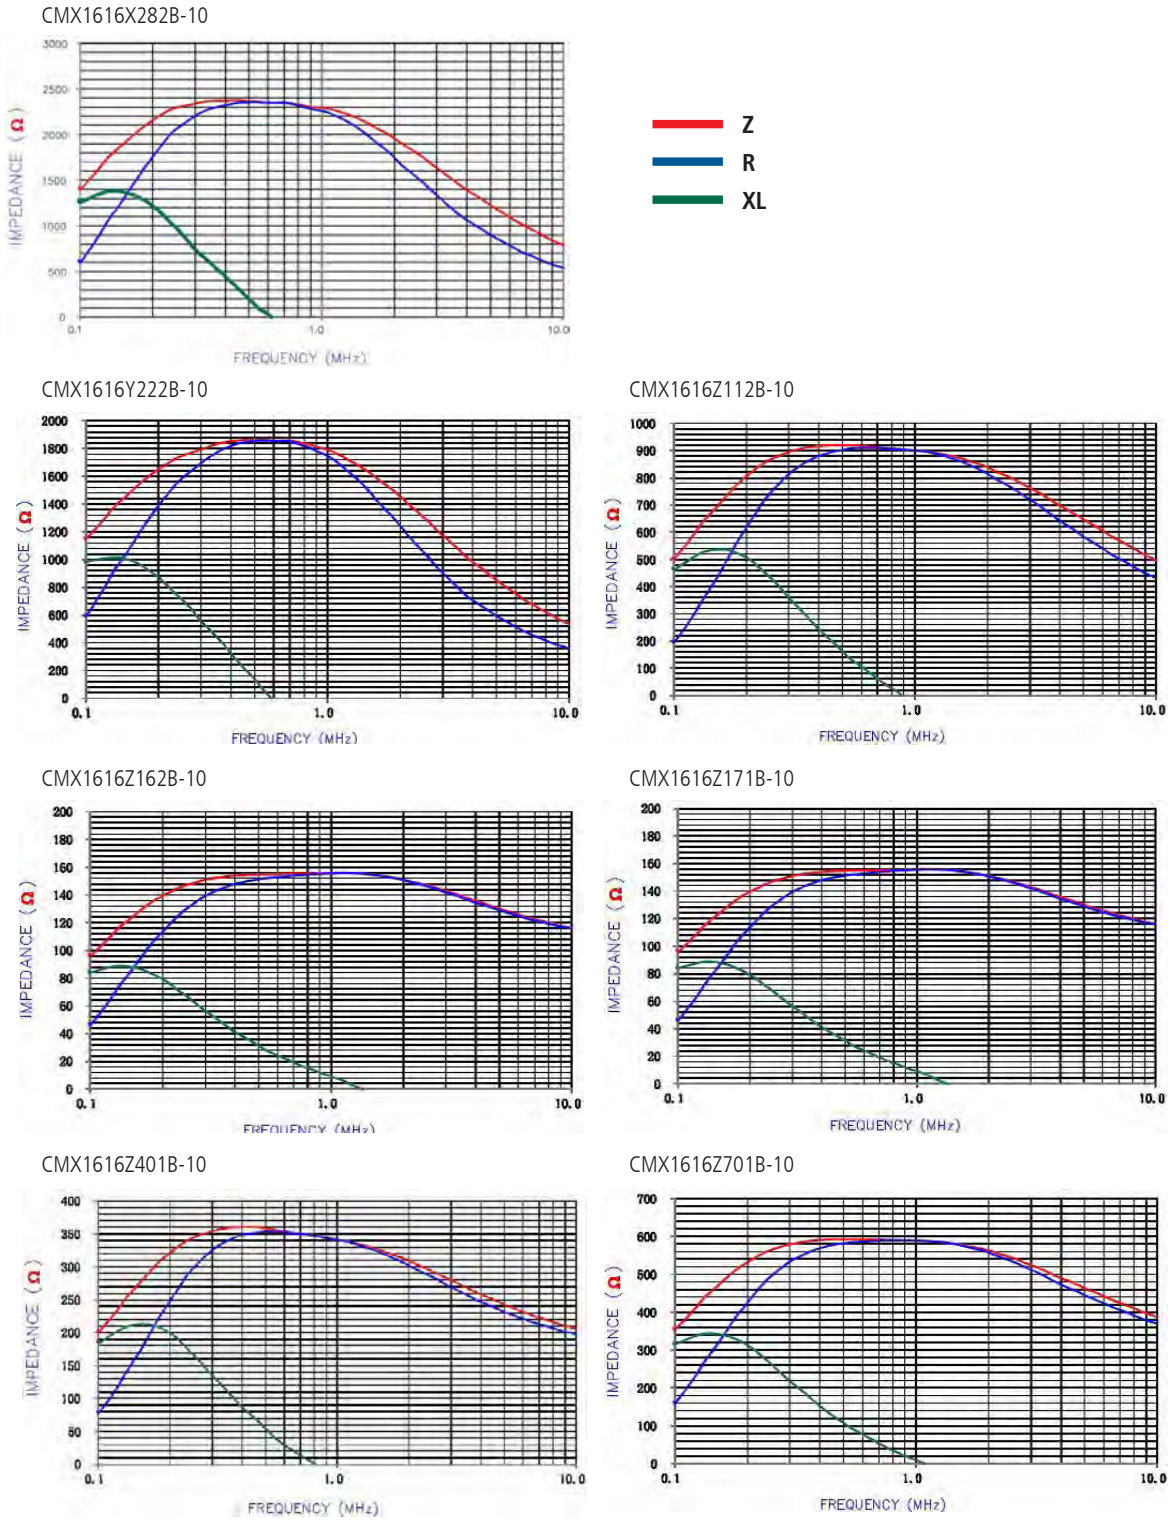 CMX1616X282B-10
3000
2500
2000
1500
1000
500
0
IMPEDANCE (Ω)
0.1 1.0 10.0
FREQUENCY (MHz)
Z
R
XL
CMX1616Y222B-10
2000
1800
1600
1400
1200
1000
800
600
400
200
0
IMPEDANCE (Ω)
0.1 1.0 10.0
FREQUENCY (MHz)
CMX1616Z112B-10
1000
900
800
700
600
500
400
300
200
100
0
IMPEDANCE (Ω)
0.1 1.0 10.0
FREQUENCY (MHz)
CMX1616Z162B-10
200
180
160
140
120
100
80
60
40
20
0
IMPEDANCE (Ω)
0.1 1.0 10.0
FREQUENCY (MHz)
CMX1616Z171B-10
200
180
160
140
120
100
80
60
40
20
0
IMPEDANCE (Ω)
0.1 1.0 10.0
FREQUENCY (MHz)
CMX1616Z401B-10
400
350
300
250
200
150
100
50
0
IMPEDANCE (Ω)
0.1 1.0 10.0
FREQUENCY (MHz)
CMX1616Z701B-10
700
600
500
400
300
200
100
0
IMPEDANCE (Ω)
0.1 1.0 10.0
FREQUENCY (MHz)